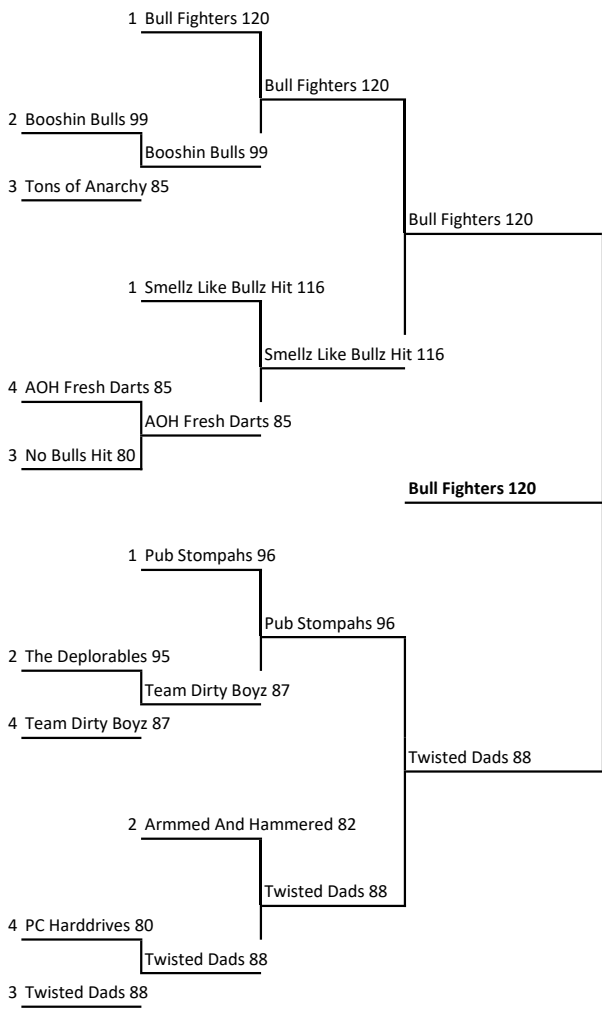 1 Bull Fighters 120
Bull Fighters 120
2 Booshin Bulls 99
Booshin Bulls 99
3 Tons of Anarchy 85
Bull Fighters 120
1 Smellz Like Bullz Hit 116
Smellz Like Bullz Hit 116
4 AOH Fresh Darts 85
AOH Fresh Darts 85
3 No Bulls Hit 80
Bull Fighters 120
1 Pub Stompahs 96
Pub Stompahs 96
2 The Deplorables 95
Team Dirty Boyz 87
4 Team Dirty Boyz 87
Twisted Dads 88
2 Armmed And Hammered 82
Twisted Dads 88
4 PC Harddrives 80
Twisted Dads 88
3 Twisted Dads 88